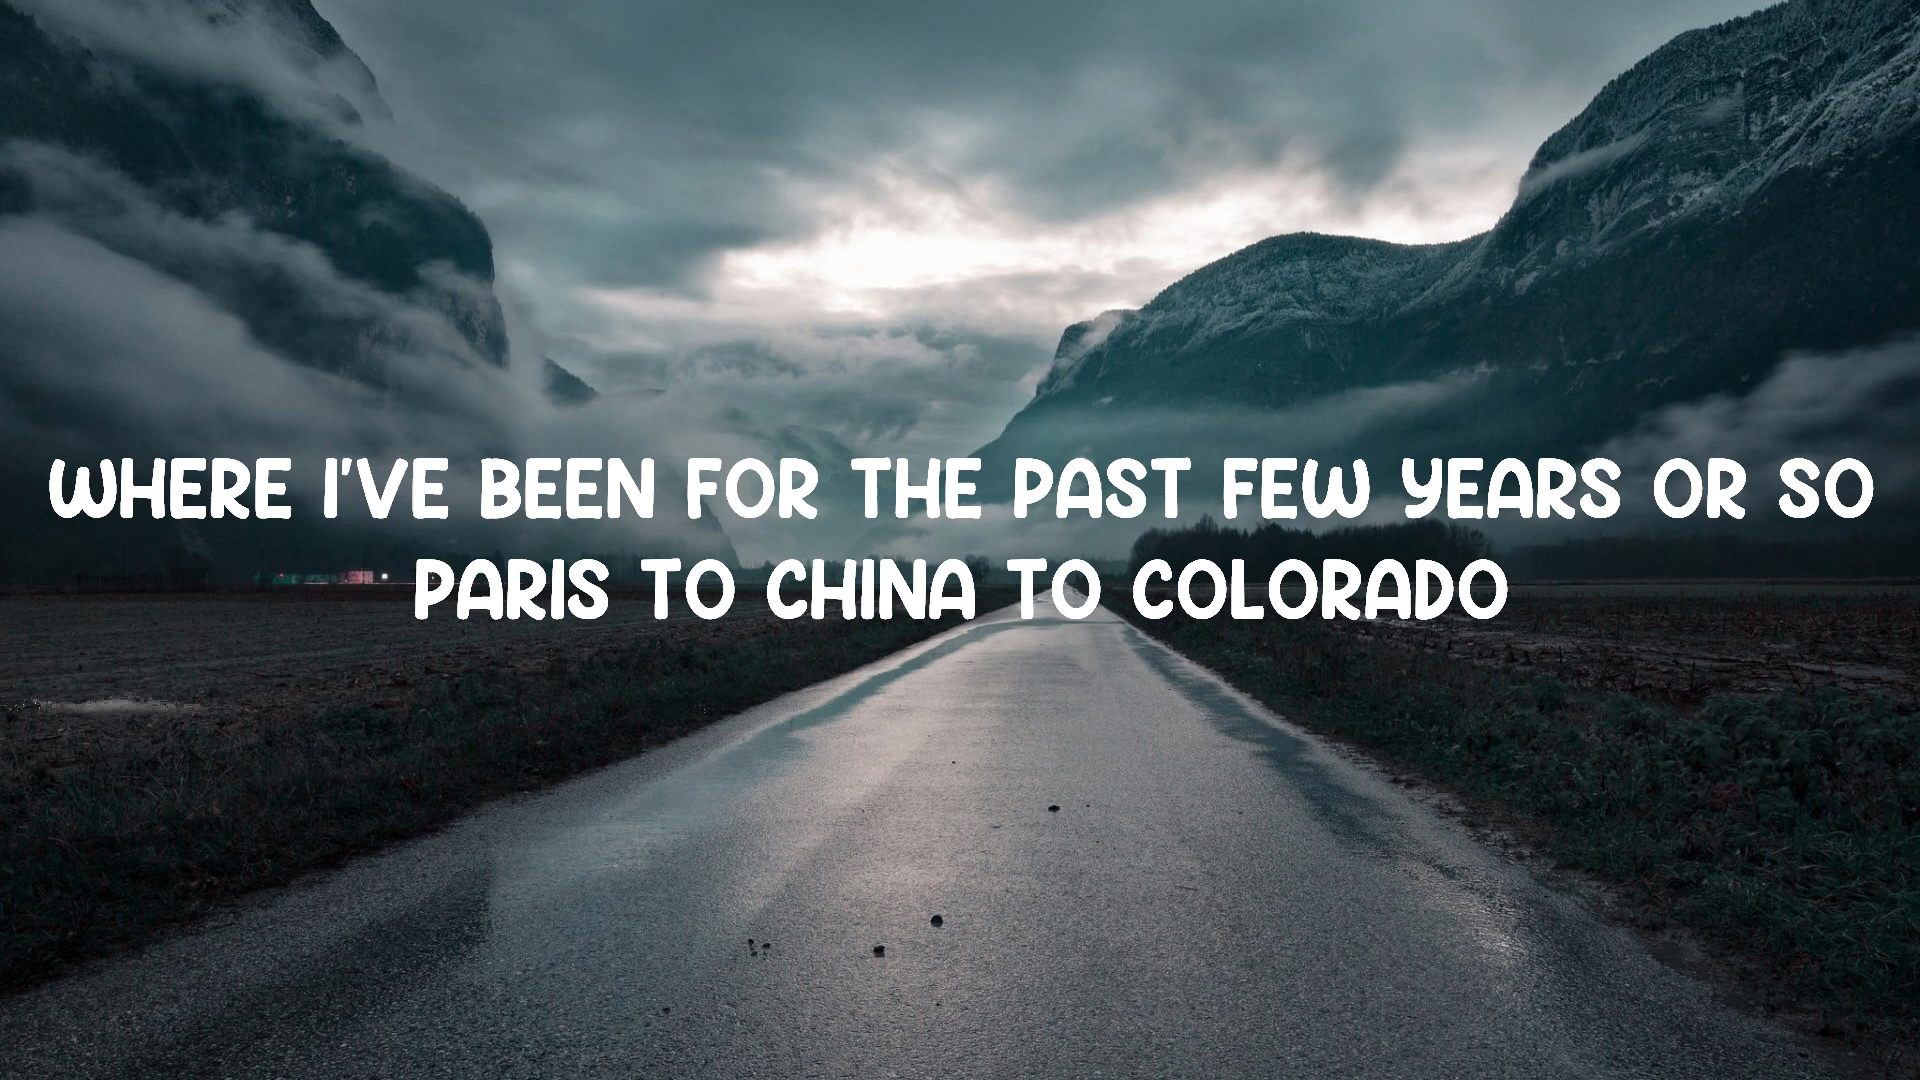 WHERE I'VE BEEN FOR THE PAST FEW YEARS OR SO
PARIS TO CHINA TO COLORADO